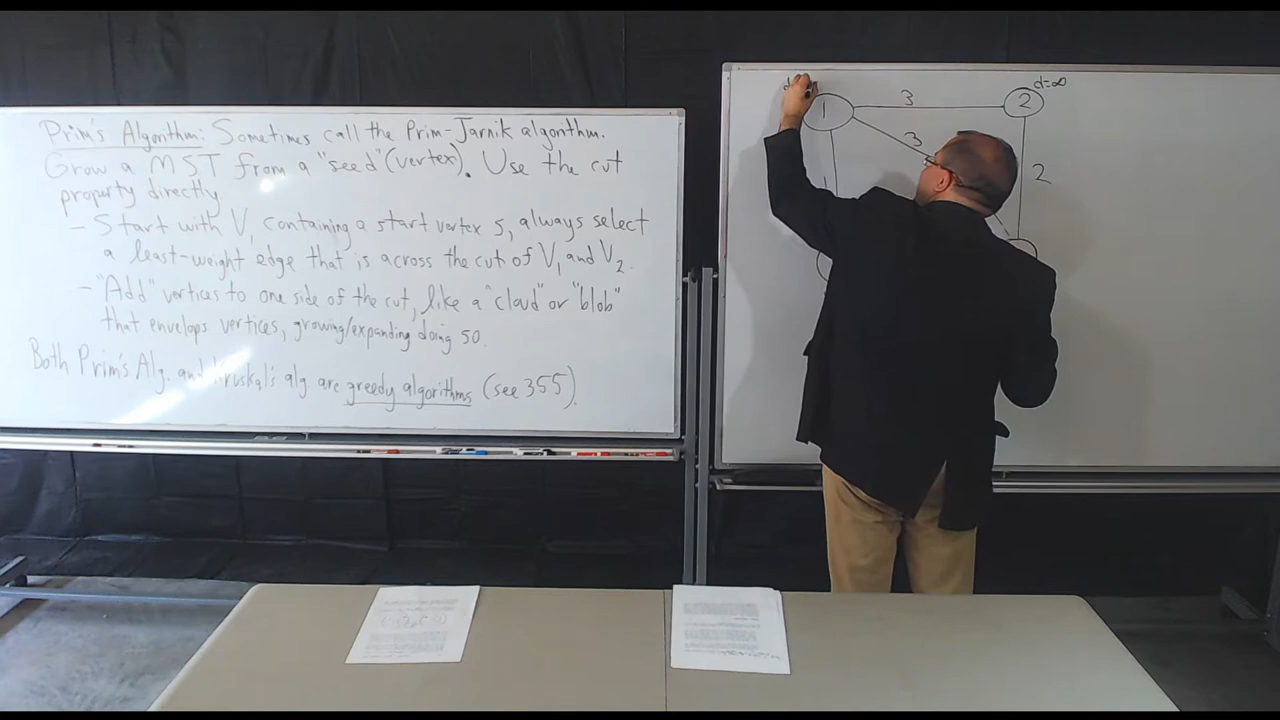 Prim's Algorithm: Sometimes call the Prim-Jarnik algorithm.
Grow a MST from a "seed" (vertex). Use the cut
property directly
- Start with V₁ containing a start vertex s, always select
a least-weight edge that is across the cut of V₁ and V₂.
- "Add" vertices to one side of the cut, like a "cloud" or "blob"
that envelops vertices, growing/expanding doing so.
Both Prim's Alg. and Kruskal's alg are greedy algorithms (see 355).
d=∞
1
3
2
3
1
2